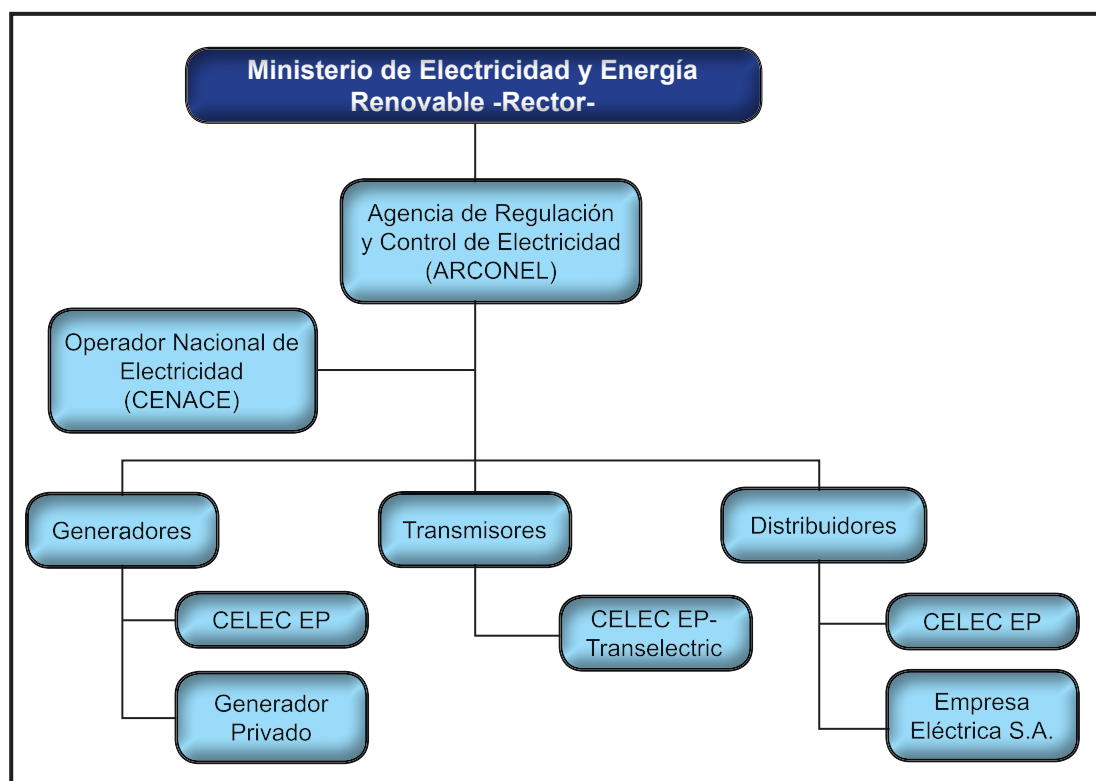 Ministerio de Electricidad y Energía
Renovable -Rector-
Agencia de Regulación
y Control de Electricidad
(ARCONEL)
Operador Nacional de
Electricidad
(CENACE)
Generadores
Transmisores
Distribuidores
CELEC EP
Generador
Privado
CELEC EP-
Transelectric
CELEC EP
Empresa
Eléctrica S.A.